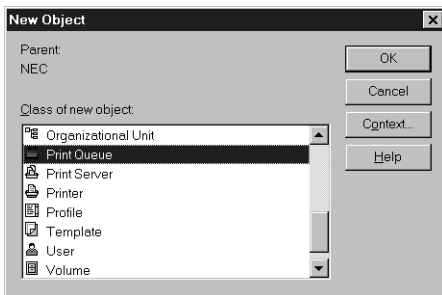 New Object
Parent:
NEC
OK
Cancel
Context...
Help
Class of new object:
Organizational Unit
Print Queue
Print Server
Printer
Profile
Template
User
Volume